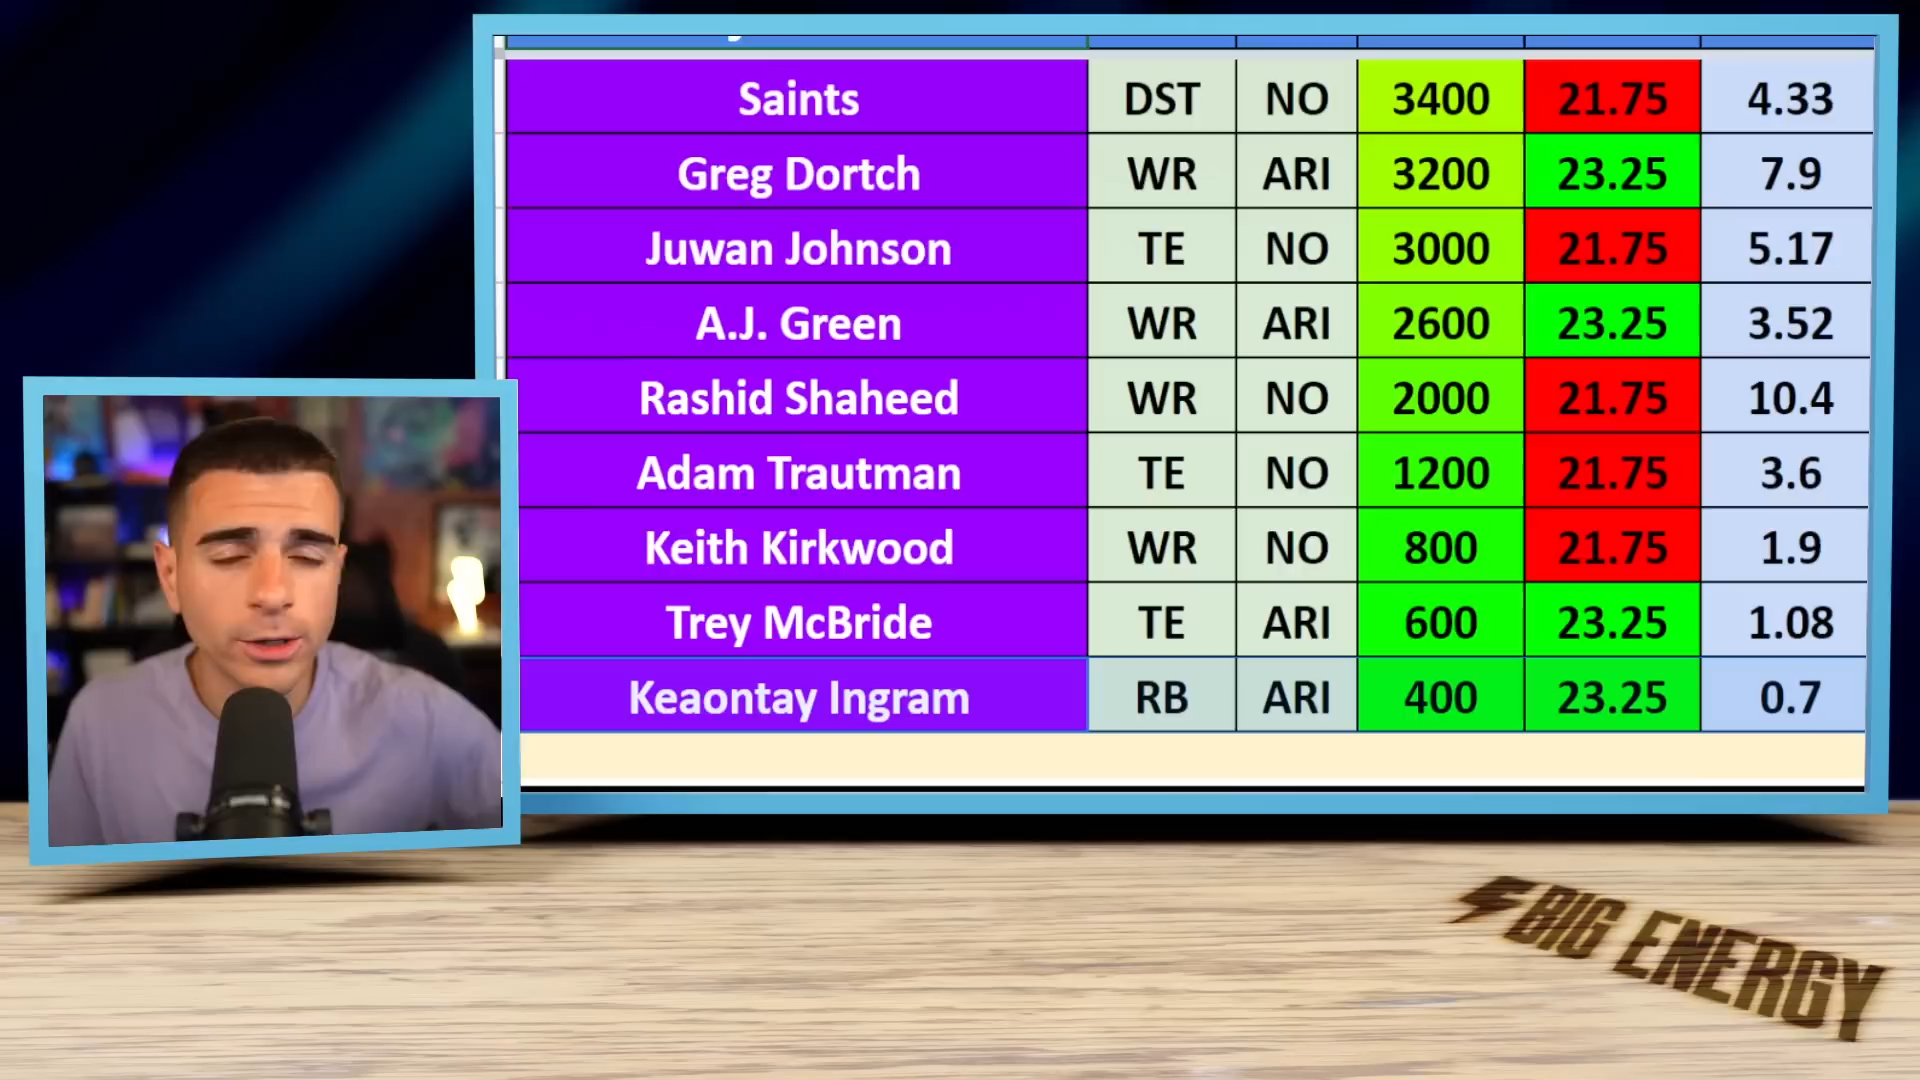 Saints DST NO 3400 21.75 4.33
Greg Dortch WR ARI 3200 23.25 7.9
Juwan Johnson TE NO 3000 21.75 5.17
A.J. Green WR ARI 2600 23.25 3.52
Rashid Shaheed WR NO 2000 21.75 10.4
Adam Trautman TE NO 1200 21.75 3.6
Keith Kirkwood WR NO 800 21.75 1.9
Trey McBride TE ARI 600 23.25 1.08
Keaontay Ingram RB ARI 400 23.25 0.7
BIG ENERGY